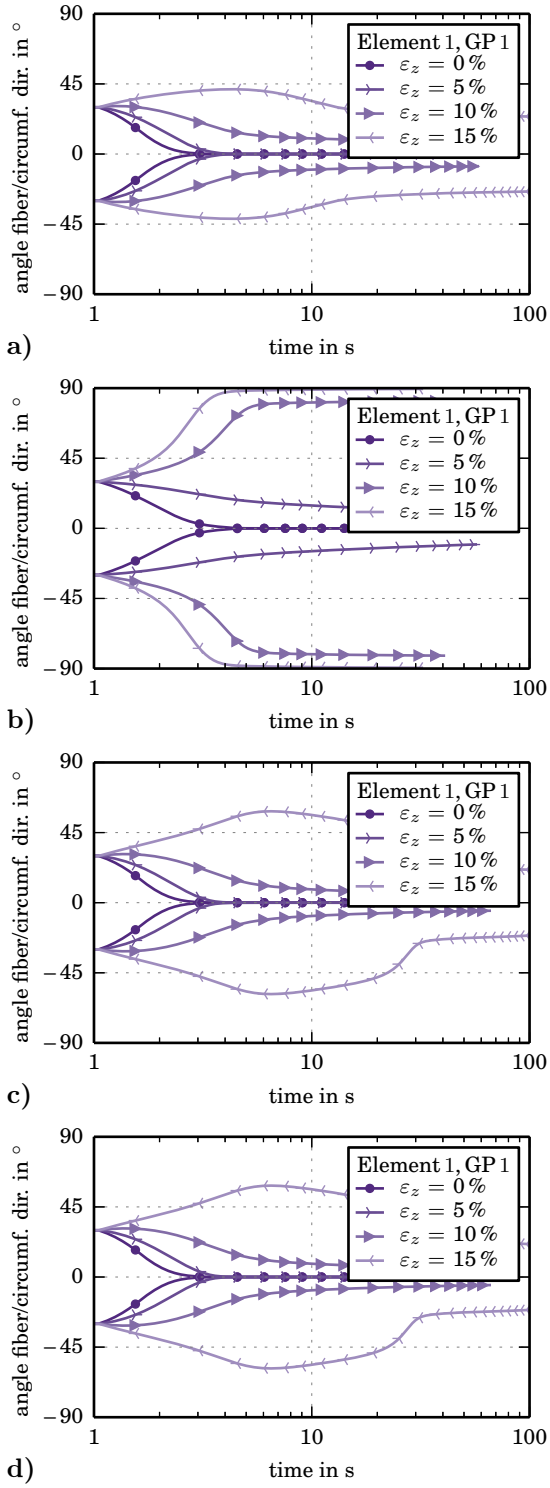 90
45
0
−45
−90
angle fiber/circumf. dir. in °
Element 1, GP 1
εz = 0 %
εz = 5 %
εz = 10 %
εz = 15 %
1
10
100
time in s
a)
90
45
0
−45
−90
angle fiber/circumf. dir. in °
Element 1, GP 1
εz = 0 %
εz = 5 %
εz = 10 %
εz = 15 %
1
10
100
time in s
b)
90
45
0
−45
−90
angle fiber/circumf. dir. in °
Element 1, GP 1
εz = 0 %
εz = 5 %
εz = 10 %
εz = 15 %
1
10
100
time in s
c)
90
45
0
−45
−90
angle fiber/circumf. dir. in °
Element 1, GP 1
εz = 0 %
εz = 5 %
εz = 10 %
εz = 15 %
1
10
100
time in s
d)